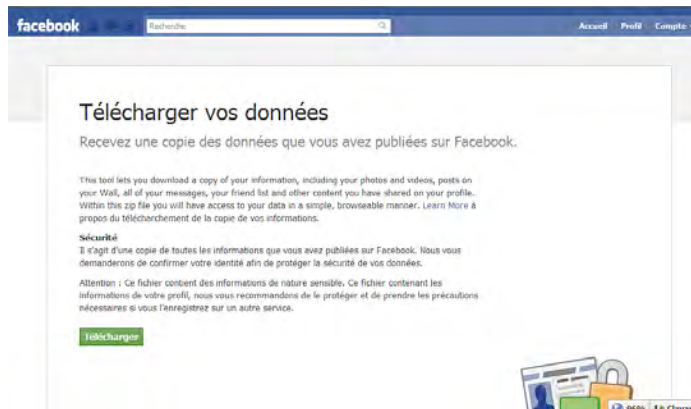 facebook
Recherche
Accueil Profil Compte
Télécharger vos données
Recevez une copie des données que vous avez publiées sur Facebook.
This tool lets you download a copy of your information, including your photos and videos, posts on
your Wall, all of your messages, your friend list and other content you have shared on your profile.
Within this zip file you will have access to your data in a simple, browseable manner. Learn More à
propos du télécharchement de la copie de vos informations.
Sécurité
Il s'agit d'une copie de toutes les informations que vous avez publiées sur Facebook. Nous vous
demanderons de confirmer votre identité afin de protéger la sécurité de vos données.
Attention : Ce fichier contient des informations de nature sensible. Ce fichier contenant les
informations de votre profil, nous vous recommandons de le protéger et de prendre les précautions
nécessaires si vous l'enregistrez sur un autre service.
Télécharger